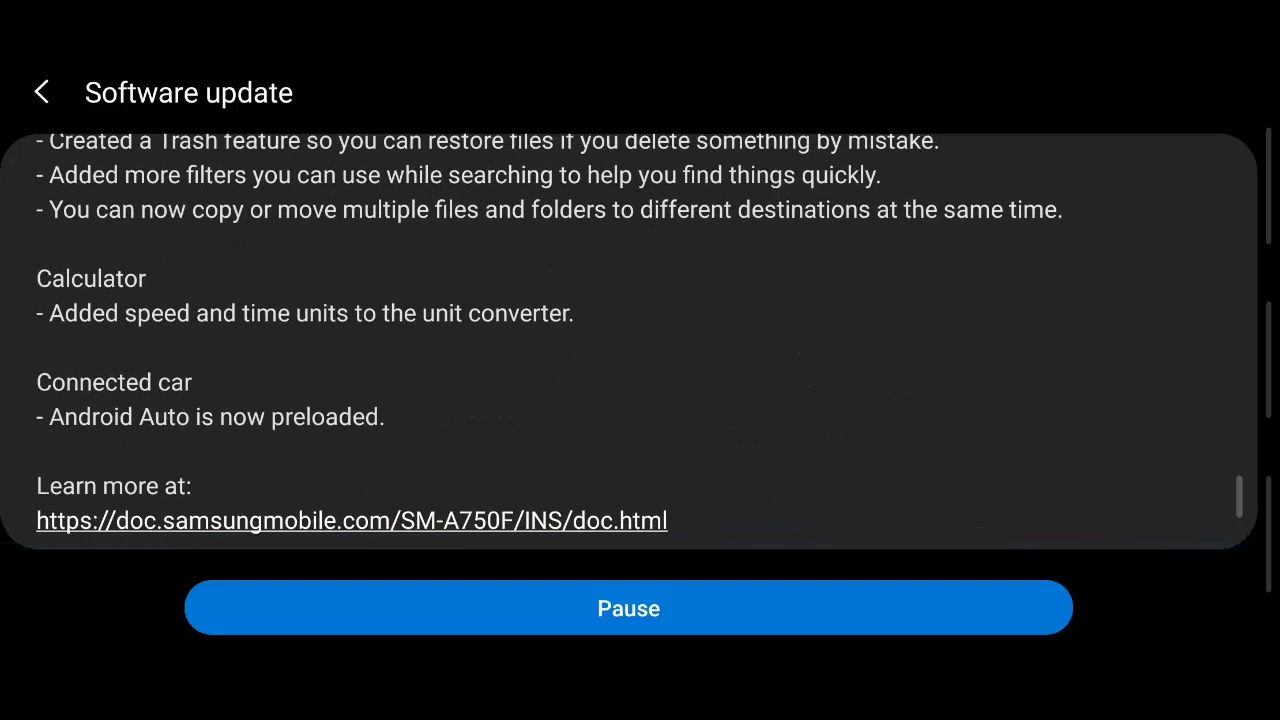 Software update
- Created a Trash feature so you can restore files if you delete something by mistake.
- Added more filters you can use while searching to help you find things quickly.
- You can now copy or move multiple files and folders to different destinations at the same time.
Calculator
- Added speed and time units to the unit converter.
Connected car
- Android Auto is now preloaded.
Learn more at:
https://doc.samsungmobile.com/SM-A750F/INS/doc.html
Pause